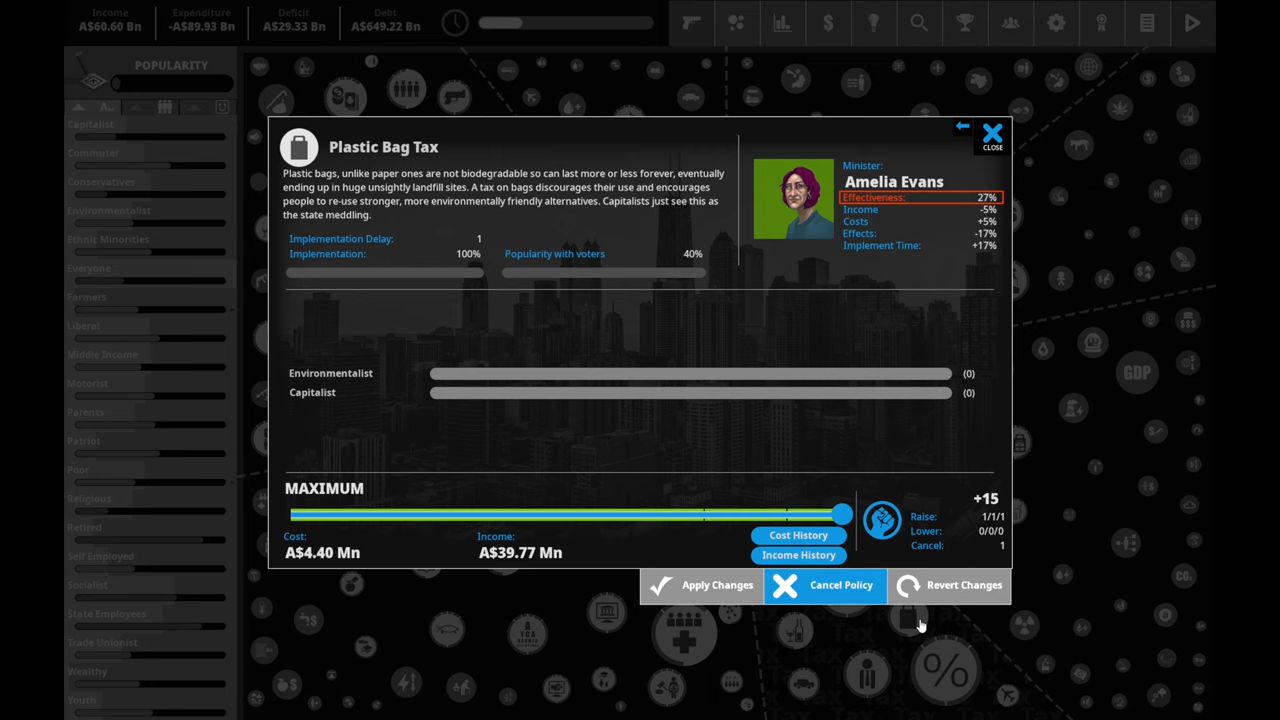 Income
A$60.60 Bn
Expenditure
-A$89.93 Bn
Deficit
A$29.33 Bn
Debt
A$649.22 Bn
POPULARITY
Capitalist
Commuter
Conservatives
Environmentalist
Ethnic Minorities
Everyone
Farmers
Liberal
Middle Income
Motorist
Parents
Patriot
Poor
Religious
Retired
Self Employed
Socialist
State Employees
Trade Unionist
Wealthy
Youth
Plastic Bag Tax
Plastic bags, unlike paper ones are not biodegradable so can last more or less forever, eventually
ending up in huge unsightly landfill sites. A tax on bags discourages their use and encourages
people to re-use stronger, more environmentally friendly alternatives. Capitalists just see this as
the state meddling.
Implementation Delay: 1
Implementation: 100%
Popularity with voters 40%
CLOSE
Minister:
Amelia Evans
Effectiveness: 27%
Income -5%
Costs +5%
Effects: -17%
Implement Time: +17%
Environmentalist (0)
Capitalist (0)
MAXIMUM
Cost:
A$4.40 Mn
Income:
A$39.77 Mn
Cost History
Income History
+15
Raise: 1/1/1
Lower: 0/0/0
Cancel: 1
Apply Changes
Cancel Policy
Revert Changes
GDP
CO₂
%